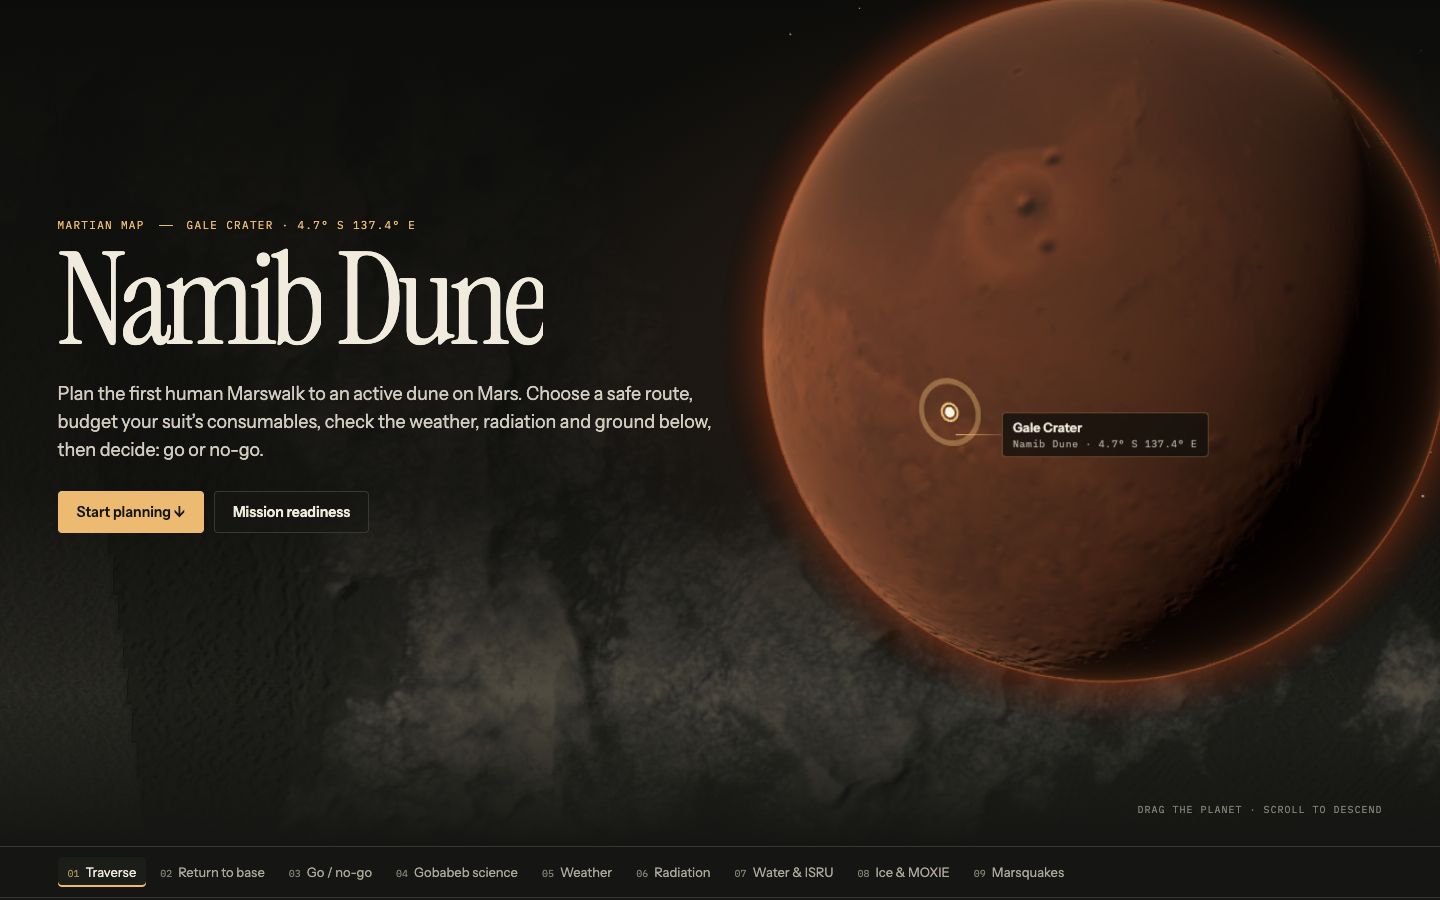 MARTIAN MAP — GALE CRATER · 4.7° S 137.4° E
Namib Dune
Plan the first human Marswalk to an active dune on Mars. Choose a safe route,
budget your suit’s consumables, check the weather, radiation and ground below,
then decide: go or no-go.
Start planning ↓
Mission readiness
Gale Crater
Namib Dune · 4.7° S 137.4° E
DRAG THE PLANET · SCROLL TO DESCEND
01 Traverse
02 Return to base
03 Go / no-go
04 Gobabeb science
05 Weather
06 Radiation
07 Water & ISRU
08 Ice & MOXIE
09 Marsquakes